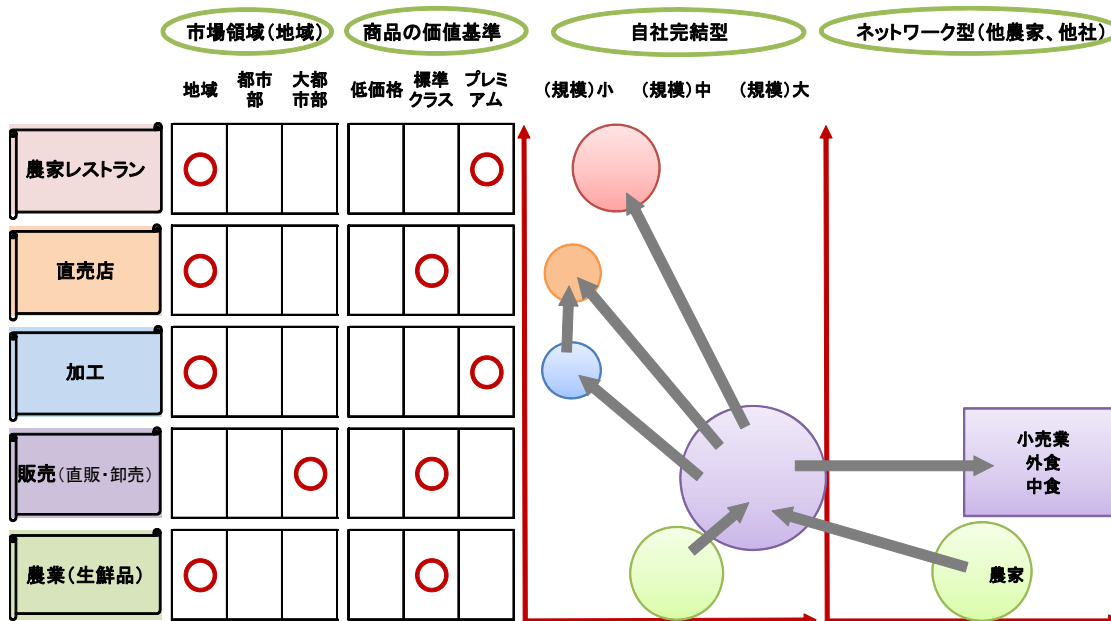 市場領域(地域)
商品の価値基準
自社完結型
ネットワーク型(他農家、他社)
地域
都市
部
大都
市部
低価格
標準
クラス
プレミ
アム
(規模)小
(規模)中
(規模)大
農家レストラン
直売店
加工
販売(直販・卸売)
小売業
外食
中食
農業(生鮮品)
農家